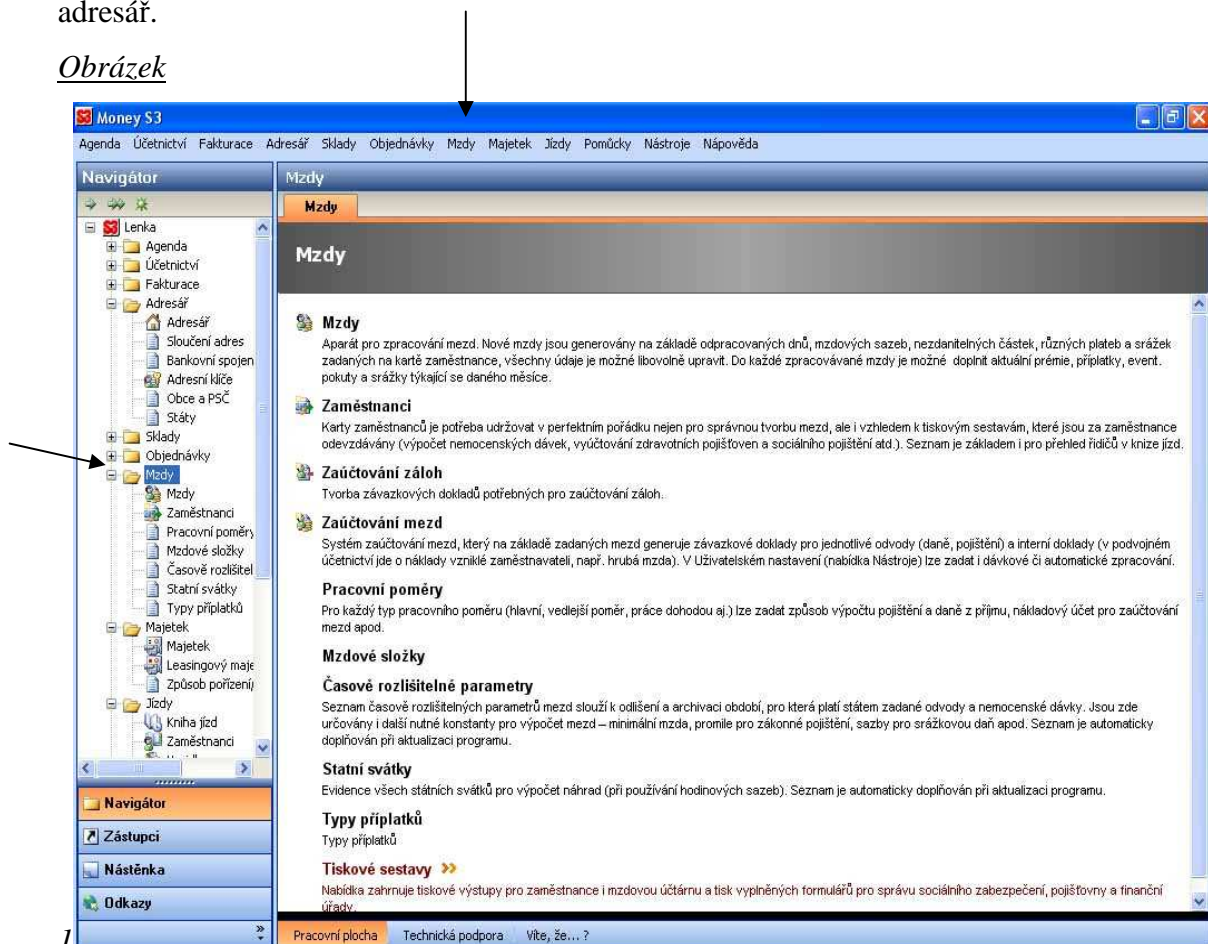 adresář.
Obrázek
Money S3
Agenda Účetnictví Fakturace Adresář Sklady Objednávky Mzdy Majetek Jízdy Pomůcky Nástroje Nápověda
Navigátor
Lenka
Agenda
Účetnictví
Fakturace
Adresář
Adresář
Sloučení adres
Bankovní spojen
Adresní klíče
Obce a PSČ
Státy
Sklady
Objednávky
Mzdy
Mzdy
Zaměstnanci
Pracovní poměry
Mzdové složky
Časově rozlišitel
Statní svátky
Typy příplatků
Majetek
Majetek
Leasingový maje
Způsob pořízení/
Jízdy
Kniha jízd
Zaměstnanci
Navigátor
Zástupci
Nástěnka
Odkazy
Mzdy
Mzdy
Mzdy
Mzdy
Aparát pro zpracování mezd. Nové mzdy jsou generovány na základě odpracovaných dnů, mzdových sazeb, nezdanitelných částek, různých plateb a srážek
zadaných na kartě zaměstnance, všechny údaje je možné libovolně upravit. Do každé zpracovávané mzdy je možné doplnit aktuální prémie, příplatky, event.
pokuty a srážky týkající se daného měsíce.
Zaměstnanci
Karty zaměstnanců je potřeba udržovat v perfektním pořádku nejen pro správnou tvorbu mezd, ale i vzhledem k tiskovým sestavám, které jsou za zaměstnance
odevzdávány (výpočet nemocenských dávek, vyúčtování zdravotních pojišťoven a sociálního pojištění atd.). Seznam je základem i pro přehled řidičů v knize jízd.
Zaúčtování záloh
Tvorba závazkových dokladů potřebných pro zaúčtování záloh.
Zaúčtování mezd
Systém zaúčtování mezd, který na základě zadaných mezd generuje závazkové doklady pro jednotlivé odvody (daně, pojištění) a interní doklady (v podvojném
účetnictví jde o náklady vzniklé zaměstnavateli, např. hrubá mzda). V Uživatelském nastavení (nabídka Nástroje) lze zadat i dávkové či automatické zpracování.
Pracovní poměry
Pro každý typ pracovního poměru (hlavní, vedlejší poměr, práce dohodou aj.) lze zadat způsob výpočtu pojištění a daně z příjmu, nákladový účet pro zaúčtování
mezd apod.
Mzdové složky
Časově rozlišitelné parametry
Seznam časově rozlišitelných parametrů mezd slouží k odlišení a archivaci období, pro která platí státem zadané odvody a nemocenské dávky. Jsou zde
určovány i další nutné konstanty pro výpočet mezd – minimální mzda, promile pro zákonné pojištění, sazby pro srážkovou daň apod. Seznam je automaticky
doplňován při aktualizaci programu.
Statní svátky
Evidence všech státních svátků pro výpočet náhrad (při používání hodinových sazeb). Seznam je automaticky doplňován při aktualizaci programu.
Typy příplatků
Typy příplatků
Tiskové sestavy
Nabídka zahrnuje tiskové výstupy pro zaměstnance i mzdovou účtárnu a tisk vyplněných formulářů pro správu sociálního zabezpečení, pojišťovny a finanční
úřady.
Pracovní plocha Technická podpora Víte, že... ?
1